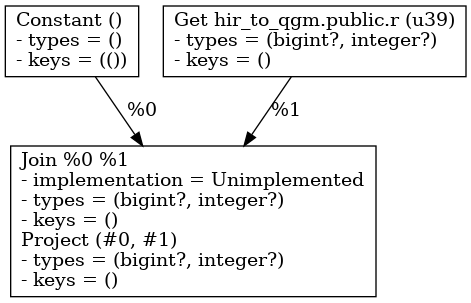 Constant ()
- types = ()
- keys = (())
Get hir_to_qgm.public.r (u39)
- types = (bigint?, integer?)
- keys = ()
%0
%1
Join %0 %1
- implementation = Unimplemented
- types = (bigint?, integer?)
- keys = ()
Project (#0, #1)
- types = (bigint?, integer?)
- keys = ()